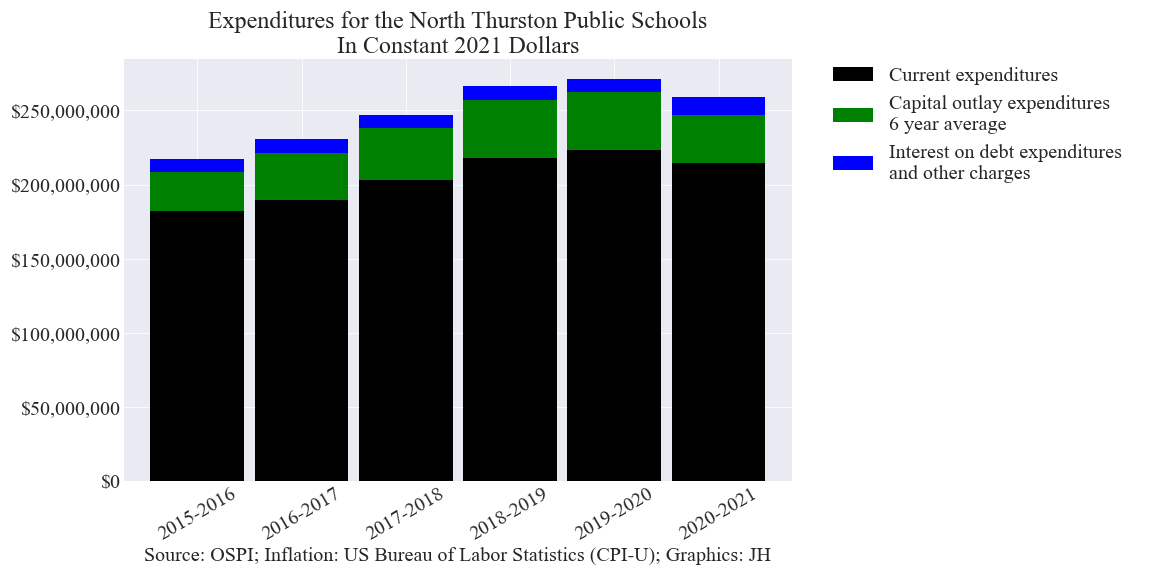 Expenditures for the North Thurston Public Schools
In Constant 2021 Dollars
Current expenditures
Capital outlay expenditures
6 year average
Interest on debt expenditures
and other charges
$250,000,000
$200,000,000
$150,000,000
$100,000,000
$50,000,000
$0
2015-2016
2016-2017
2017-2018
2018-2019
2019-2020
2020-2021
Source: OSPI; Inflation: US Bureau of Labor Statistics (CPI-U); Graphics: JH